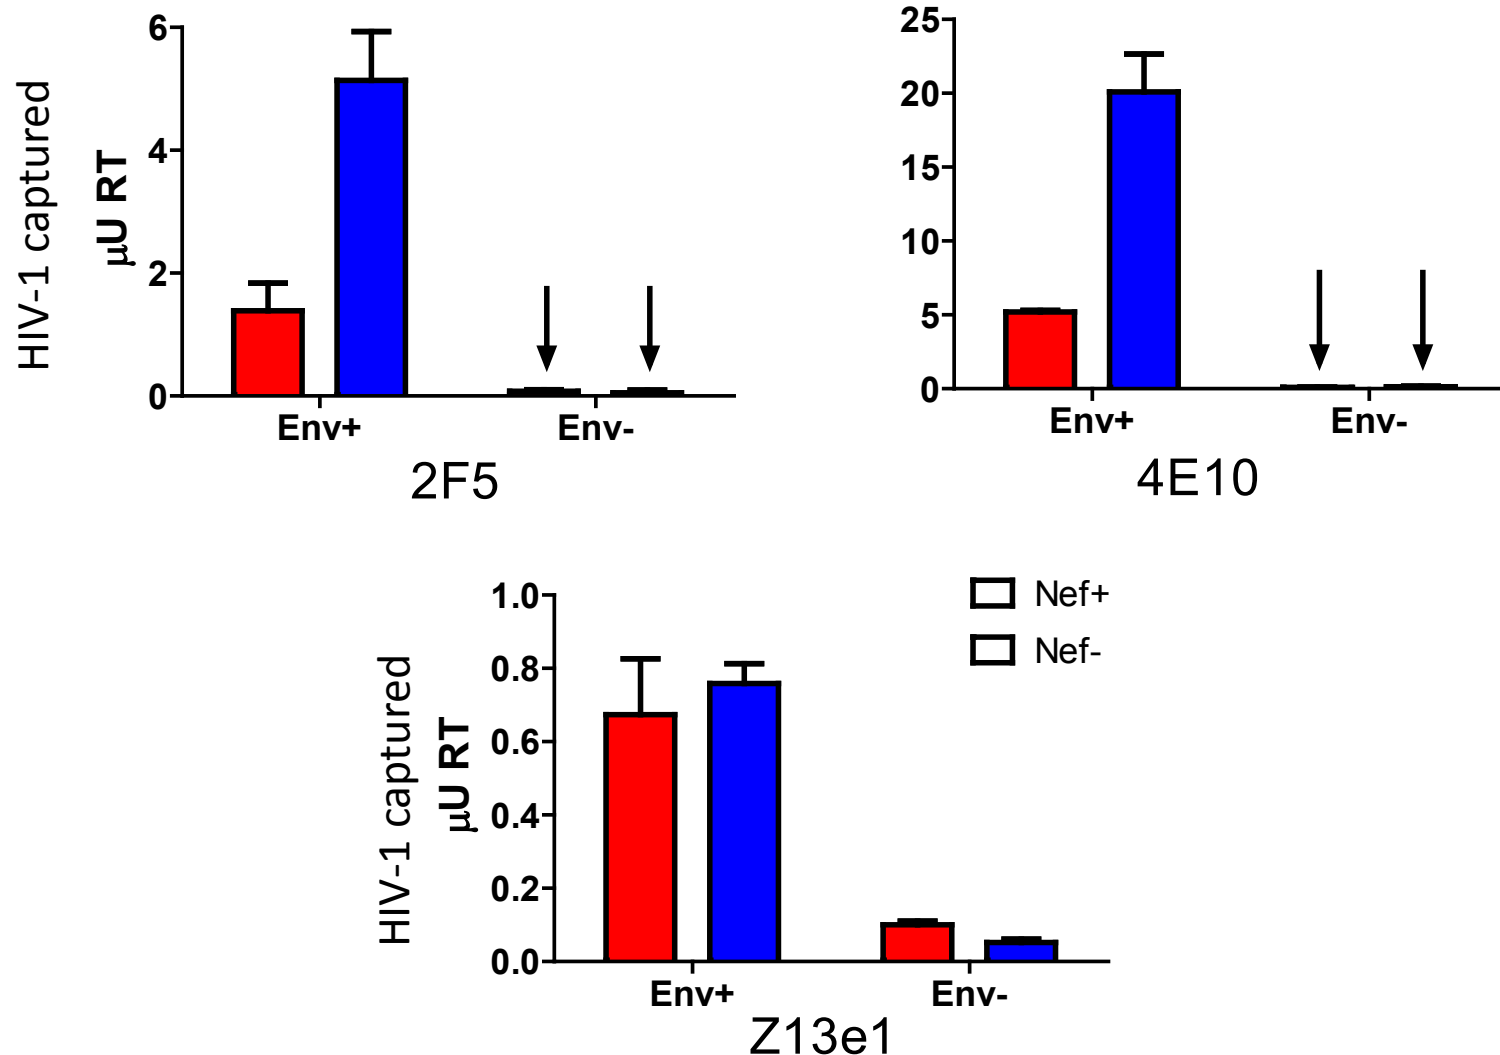 HIV-1 captured
μU RT
6
4
2
0
Env+
Env-
2F5
25
20
15
10
5
0
Env+
Env-
4E10
HIV-1 captured
μU RT
1.0
0.8
0.6
0.4
0.2
0.0
Env+
Env-
Z13e1
Nef+
Nef-